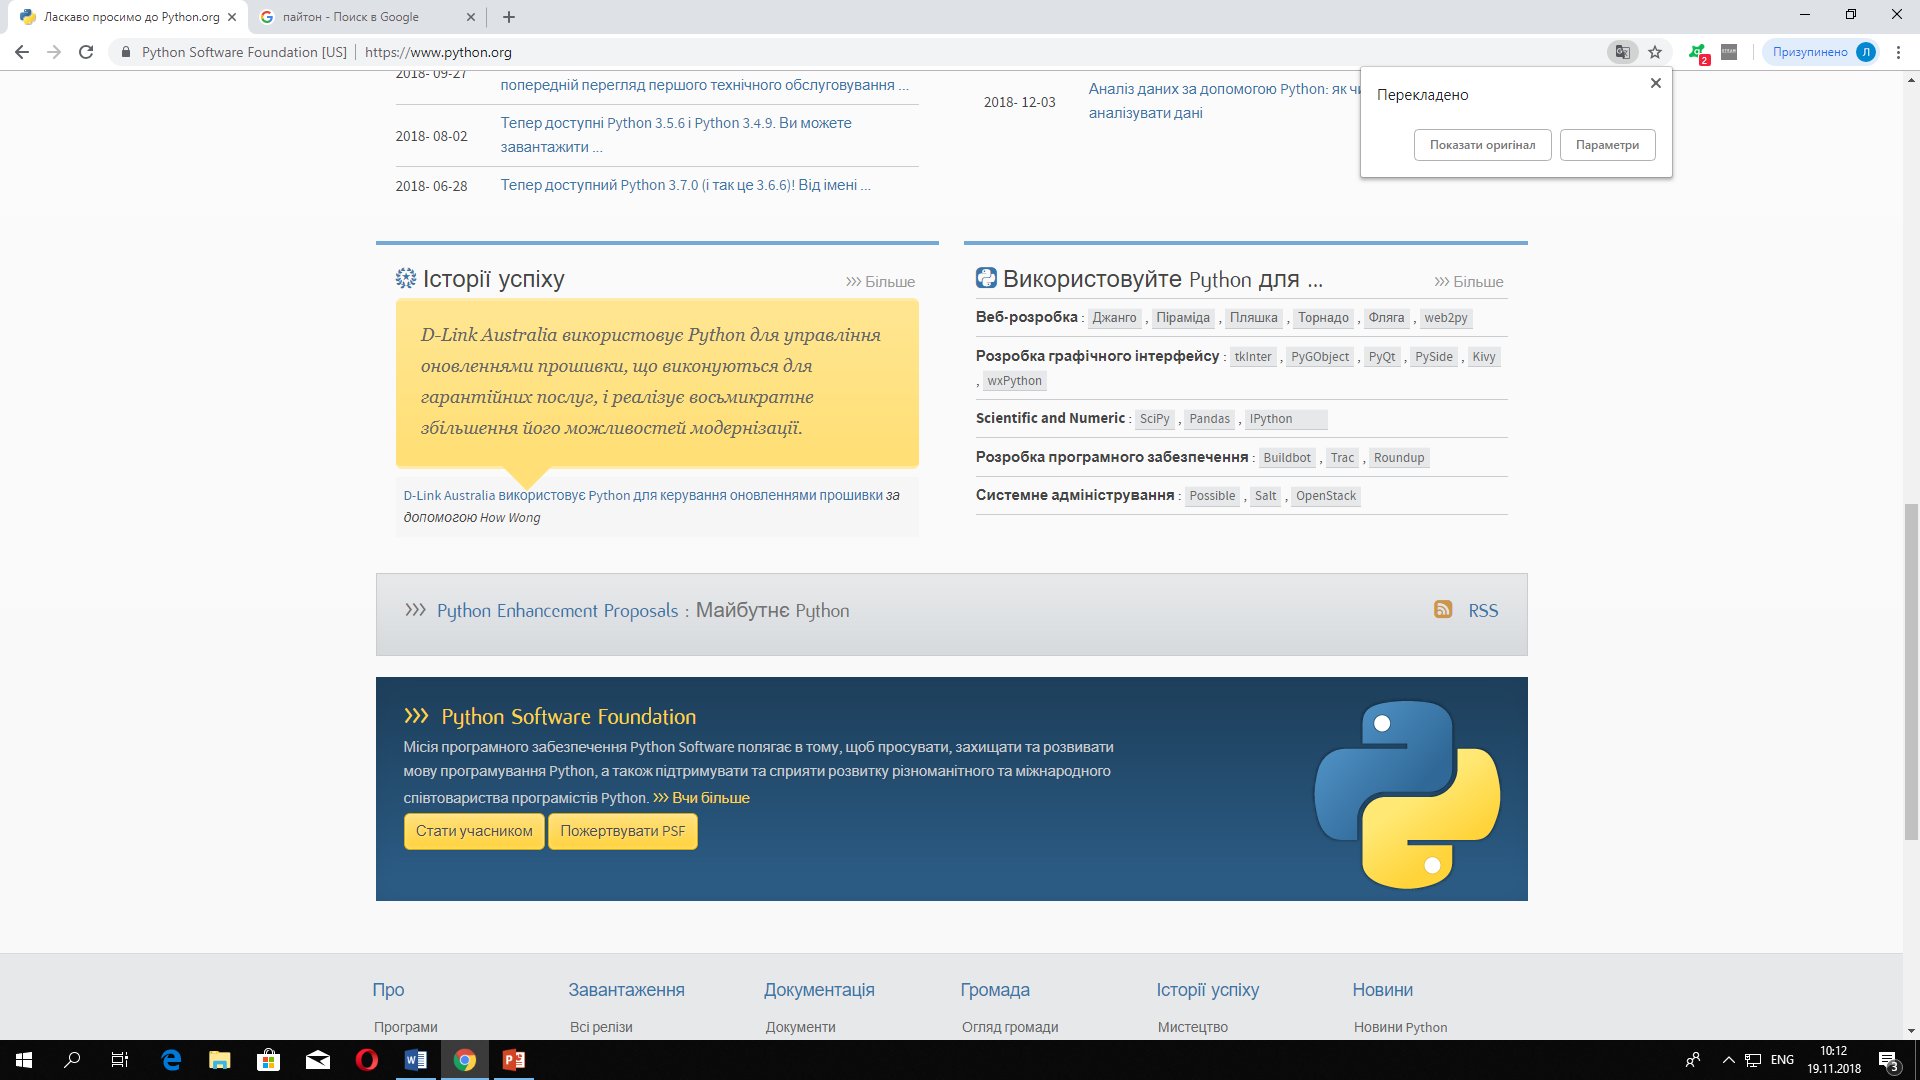 Ласкаво просимо до Python.org
пайтон - Поиск в Google
Python Software Foundation [US]
https://www.python.org
2
Призупинено
Л
Перекладено
Показати оригінал
Параметри
2018- 09-27
попередній перегляд першого технічного обслуговування ...
2018- 08-02
Тепер доступні Python 3.5.6 і Python 3.4.9. Ви можете
завантажити ...
2018- 06-28
Тепер доступний Python 3.7.0 (і так це 3.6.6)! Від імені ...
2018- 12-03
Аналіз даних за допомогою Python: як чи
аналізувати дані
Історії успіху
Більше
D-Link Australia використовує Python для управління
оновленнями прошивки, що виконуються для
гарантійних послуг, і реалізує восьмикратне
збільшення його можливостей модернізації.
D-Link Australia використовує Python для керування оновленнями прошивки за
допомогою How Wong
Використовуйте Python для ...
Більше
Веб-розробка : Джанго , Піраміда , Пляшка , Торнадо , Фляга , web2py
Розробка графічного інтерфейсу : tkInter , PyGObject , PyQt , PySide , Kivy
, wxPython
Scientific and Numeric : SciPy , Pandas , IPython
Розробка програмного забезпечення : Buildbot , Trac , Roundup
Системне адміністрування : Possible , Salt , OpenStack
>>> Python Enhancement Proposals : Майбутнє Python
RSS
>>> Python Software Foundation
Місія програмного забезпечення Python Software полягає в тому, щоб просувати, захищати та розвивати
мову програмування Python, а також підтримувати та сприяти розвитку різноманітного та міжнародного
співтовариства програмістів Python. >>> Вчи більше
Стати учасником
Пожертвувати PSF
Про
Завантаження
Документація
Громада
Історії успіху
Новини
Програми
Всі релізи
Документи
Огляд громади
Мистецтво
Новини Python
ENG
10:12
19.11.2018
3